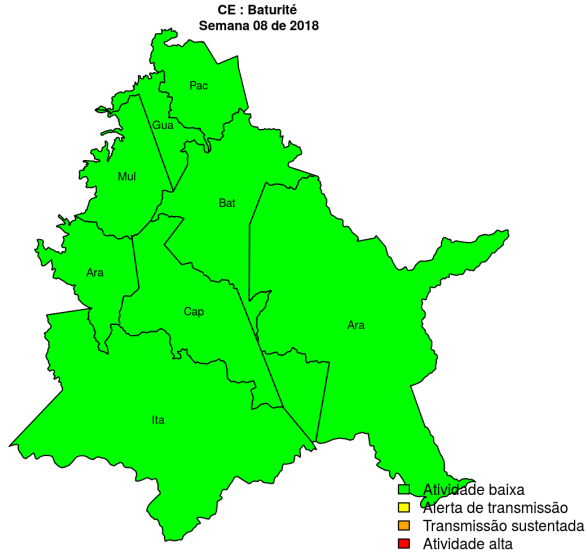 CE : Baturité
Semana 08 de 2018
Pac
Gua
Mul
Bat
Ara
Cap
Ara
Ita
Atividade baixa
Alerta de transmissão
Transmissão sustentada
Atividade alta